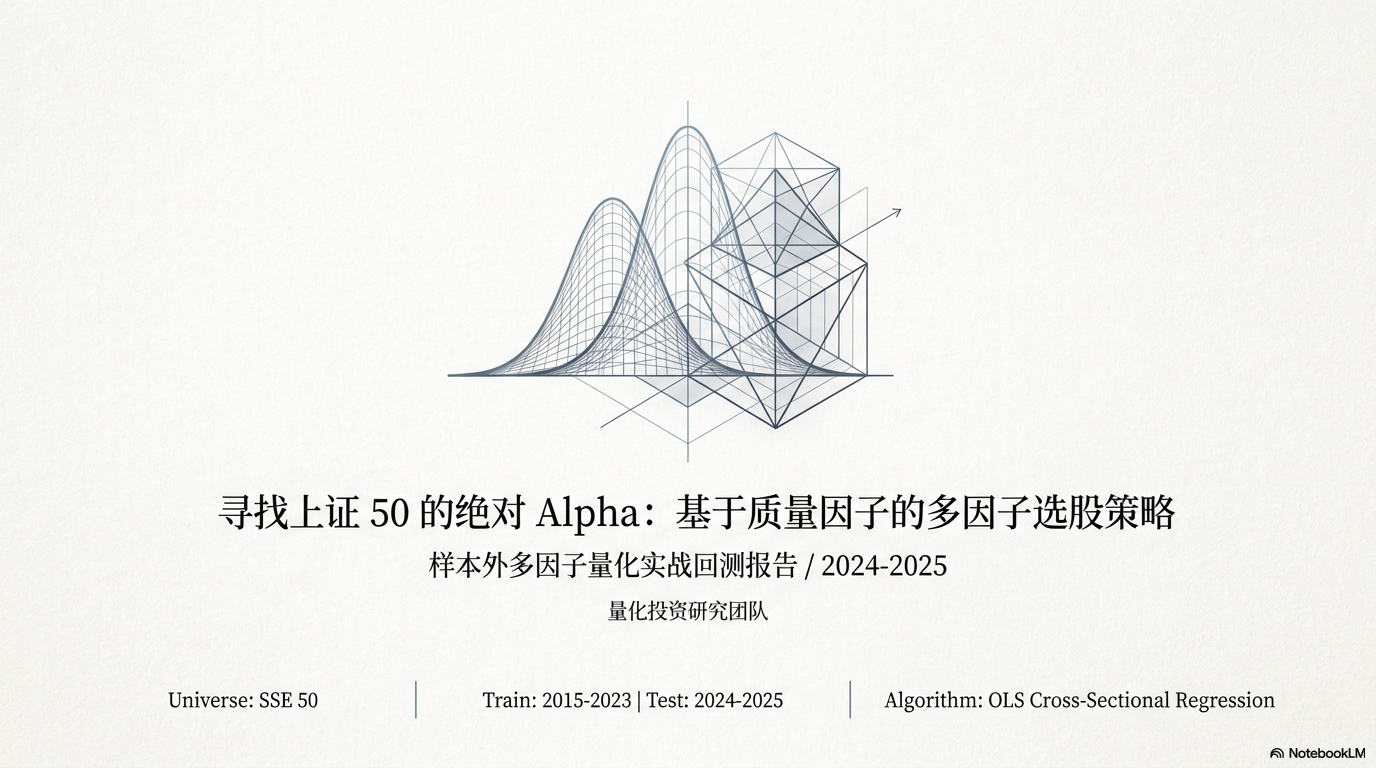 寻找上证 50 的绝对 Alpha：基于质量因子的多因子选股策略
样本外多因子量化实战回测报告 / 2024-2025
量化投资研究团队
Universe: SSE 50
Train: 2015-2023 | Test: 2024-2025
Algorithm: OLS Cross-Sectional Regression
NotebookLM